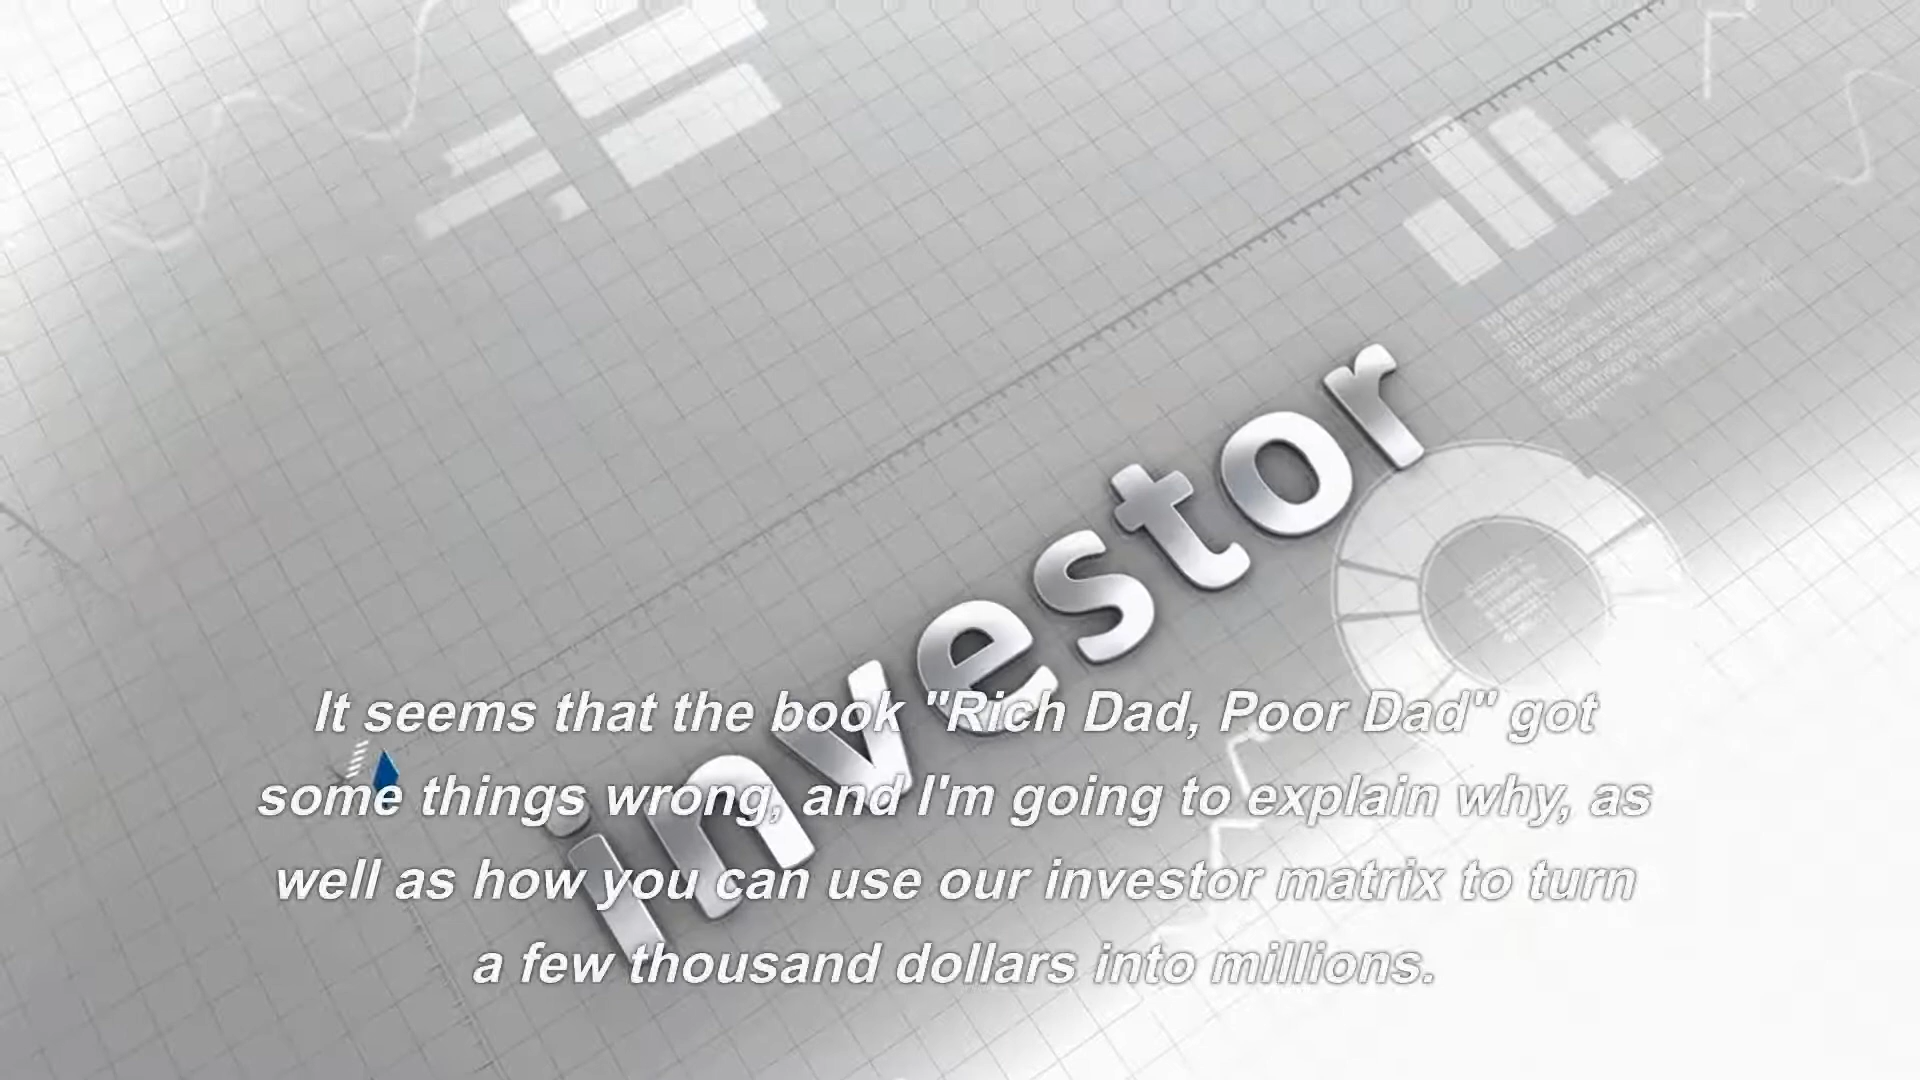 investor
It seems that the book "Rich Dad, Poor Dad" got
some things wrong, and I'm going to explain why, as
well as how you can use our investor matrix to turn
a few thousand dollars into millions.